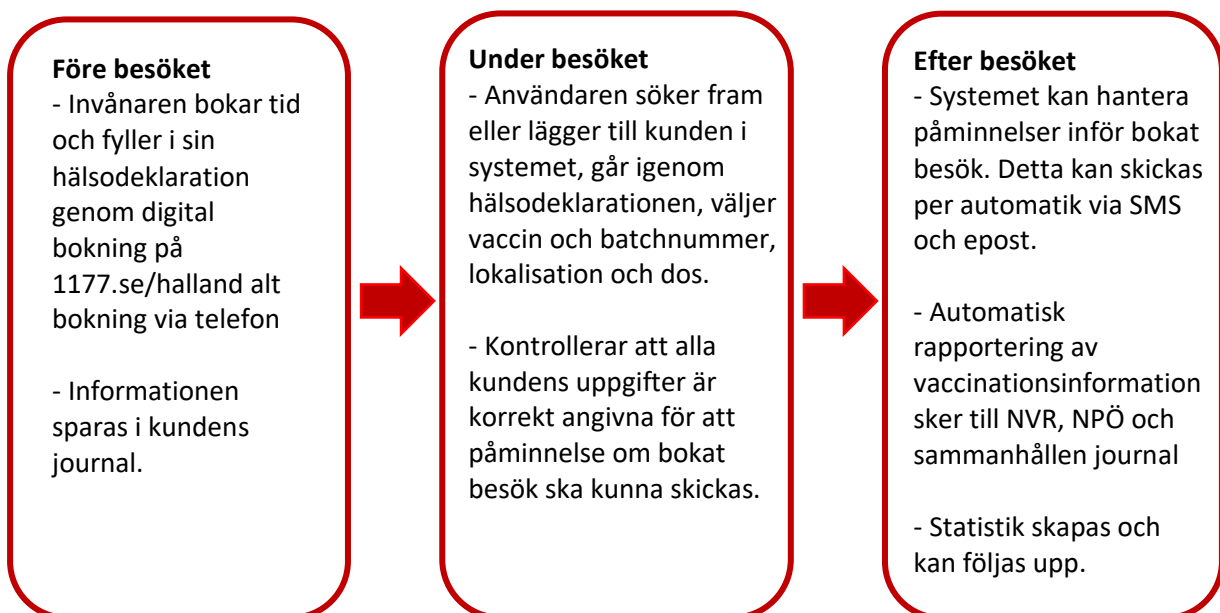 Före besöket
- Invånaren bokar tid
och fyller i sin
hälsodeklaration
genom digital
bokning på
1177.se/halland alt
bokning via telefon
- Informationen
sparas i kundens
journal.
Under besöket
- Användaren söker fram
eller lägger till kunden i
systemet, går igenom
hälsodeklarationen, väljer
vaccin och batchnummer,
lokalisation och dos.
- Kontrollerar att alla
kundens uppgifter är
korrekt angivna för att
påminnelse om bokat
besök ska kunna skickas.
Efter besöket
- Systemet kan hantera
påminnelser inför bokat
besök. Detta kan skickas
per automatik via SMS
och epost.
- Automatisk
rapportering av
vaccinationsinformation
sker till NVR, NPÖ och
sammanhållen journal
- Statistik skapas och
kan följas upp.